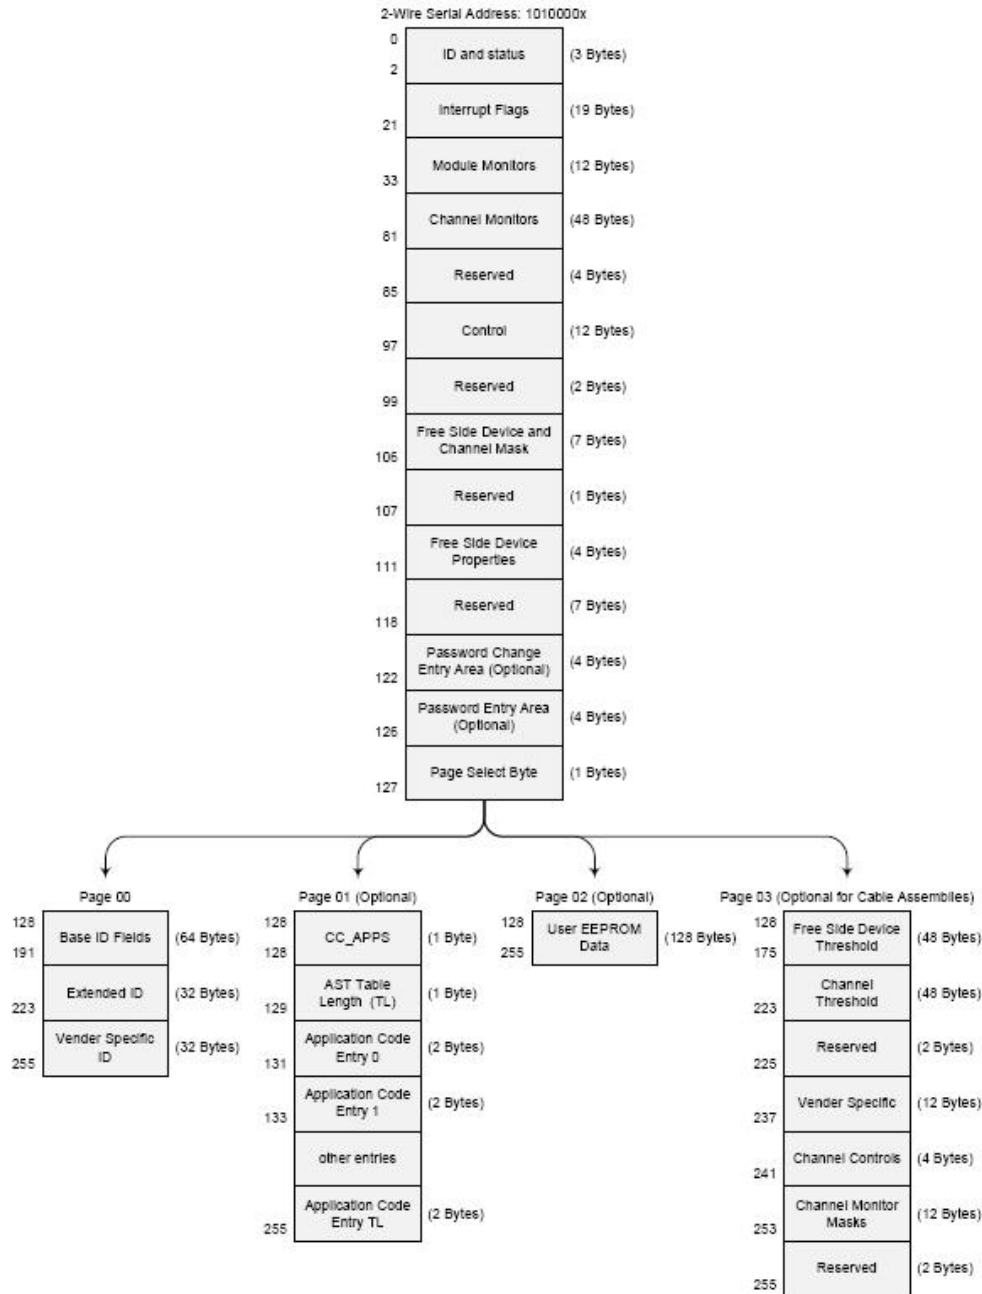 2-Wire Serial Address: 1010000x
0
ID and status
(3 Bytes)
2
Interrupt Flags
(19 Bytes)
21
Module Monitors
(12 Bytes)
33
Channel Monitors
(48 Bytes)
81
Reserved
(4 Bytes)
85
Control
(12 Bytes)
97
Reserved
(2 Bytes)
99
Free Side Device and
Channel Mask
(7 Bytes)
106
Reserved
(1 Bytes)
107
Free Side Device
Properties
(4 Bytes)
111
Reserved
(7 Bytes)
118
Password Change
Entry Area (Optional)
(4 Bytes)
122
Password Entry Area
(Optional)
(4 Bytes)
126
Page Select Byte
(1 Bytes)
127
Page 00
128
Base ID Fields
(64 Bytes)
191
Extended ID
(32 Bytes)
223
Vender Specific
ID
(32 Bytes)
255
Page 01 (Optional)
128
CC_APPS
(1 Byte)
128
AST Table
Length (TL)
(1 Byte)
129
Application Code
Entry 0
(2 Bytes)
131
Application Code
Entry 1
(2 Bytes)
133
other entries
Application Code
Entry TL
(2 Bytes)
255
Page 02 (Optional)
128
User EEPROM
Data
(128 Bytes)
255
Page 03 (Optional for Cable Assemblies)
128
Free Side Device
Threshold
(48 Bytes)
175
Channel
Threshold
(48 Bytes)
223
Reserved
(2 Bytes)
225
Vender Specific
(12 Bytes)
237
Channel Controls
(4 Bytes)
241
Channel Monitor
Masks
(12 Bytes)
253
Reserved
(2 Bytes)
255